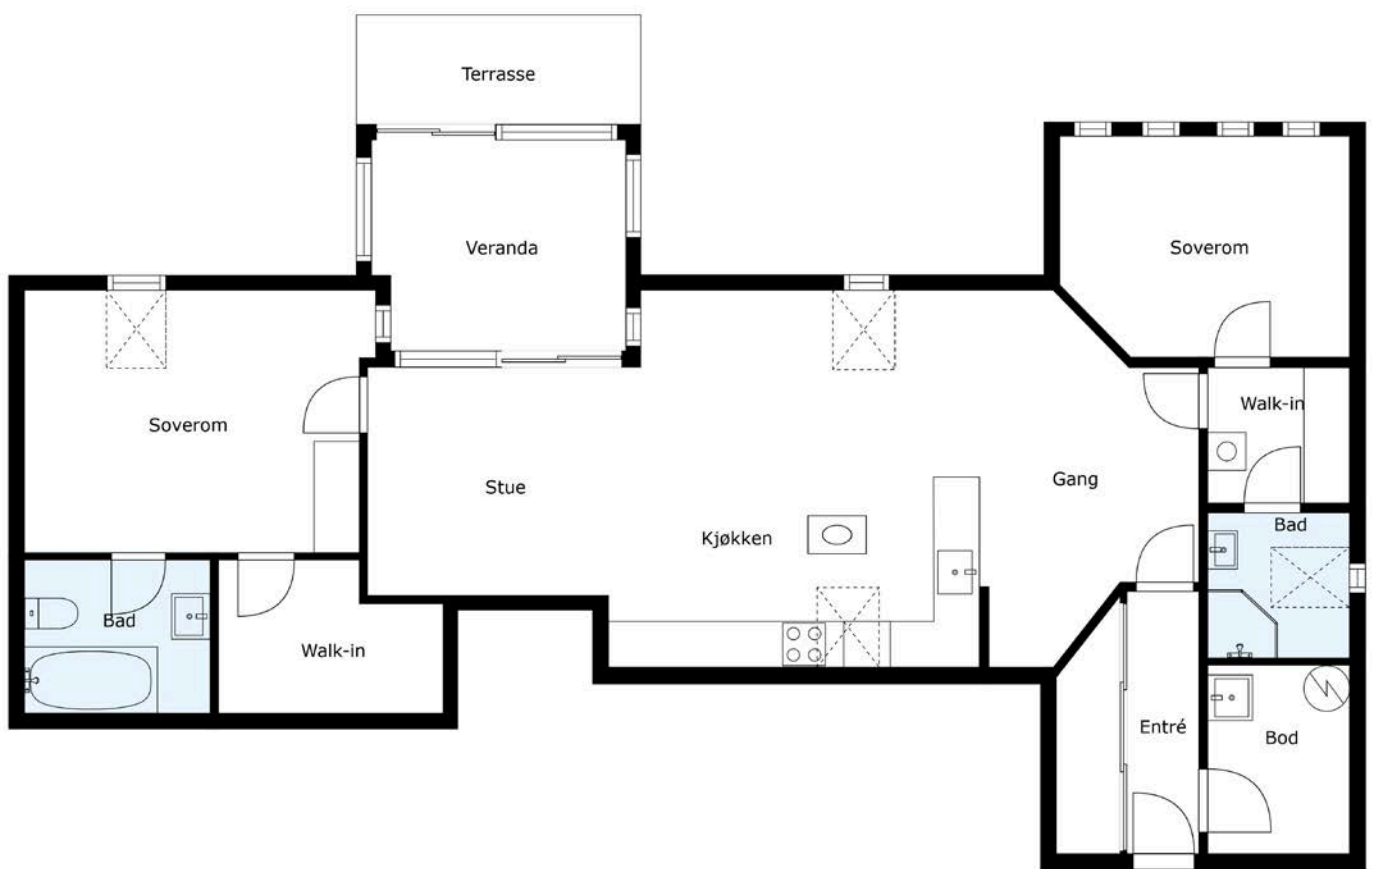 Terrasse
Veranda
Soverom
Walk-in
Soverom
Gang
Stue
Bad
Kjøkken
Bad
Walk-in
Entré
Bod